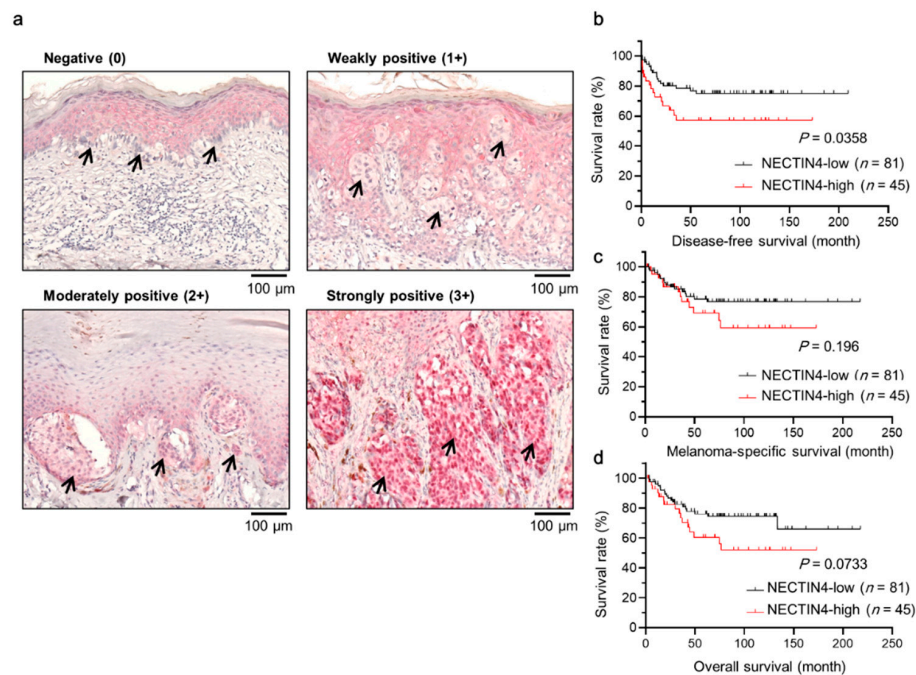 a
Negative (0)
Weakly positive (1+)
100 µm
100 µm
Moderately positive (2+)
Strongly positive (3+)
100 µm
100 µm
b
Survival rate (%)
100
80
60
40
20
0
0 50 100 150 200 250
P = 0.0358
NECTIN4-low (n = 81)
NECTIN4-high (n = 45)
Disease-free survival (month)
c
Survival rate (%)
100
80
60
40
20
0
0 50 100 150 200 250
P = 0.196
NECTIN4-low (n = 81)
NECTIN4-high (n = 45)
Melanoma-specific survival (month)
d
Survival rate (%)
100
80
60
40
20
0
0 50 100 150 200 250
P = 0.0733
NECTIN4-low (n = 81)
NECTIN4-high (n = 45)
Overall survival (month)